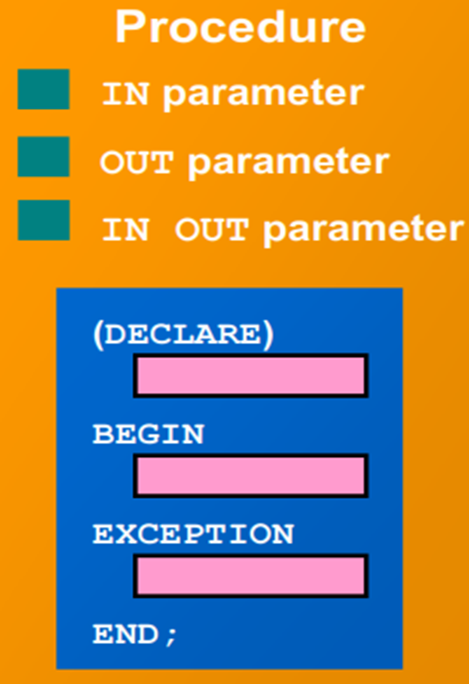 Procedure
IN parameter
OUT parameter
IN OUT parameter
(DECLARE)
BEGIN
EXCEPTION
END;